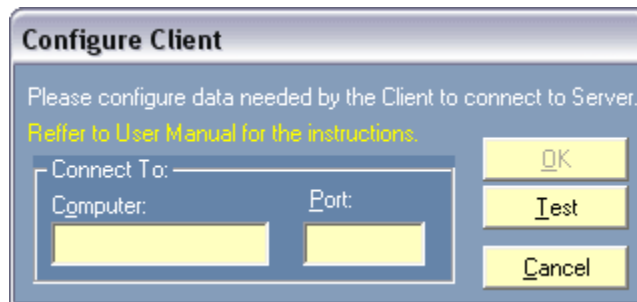 Configure Client
Please configure data needed by the Client to connect to Server.
Reffer to User Manual for the instructions.
Connect To:
Computer:
Port:
OK
Test
Cancel